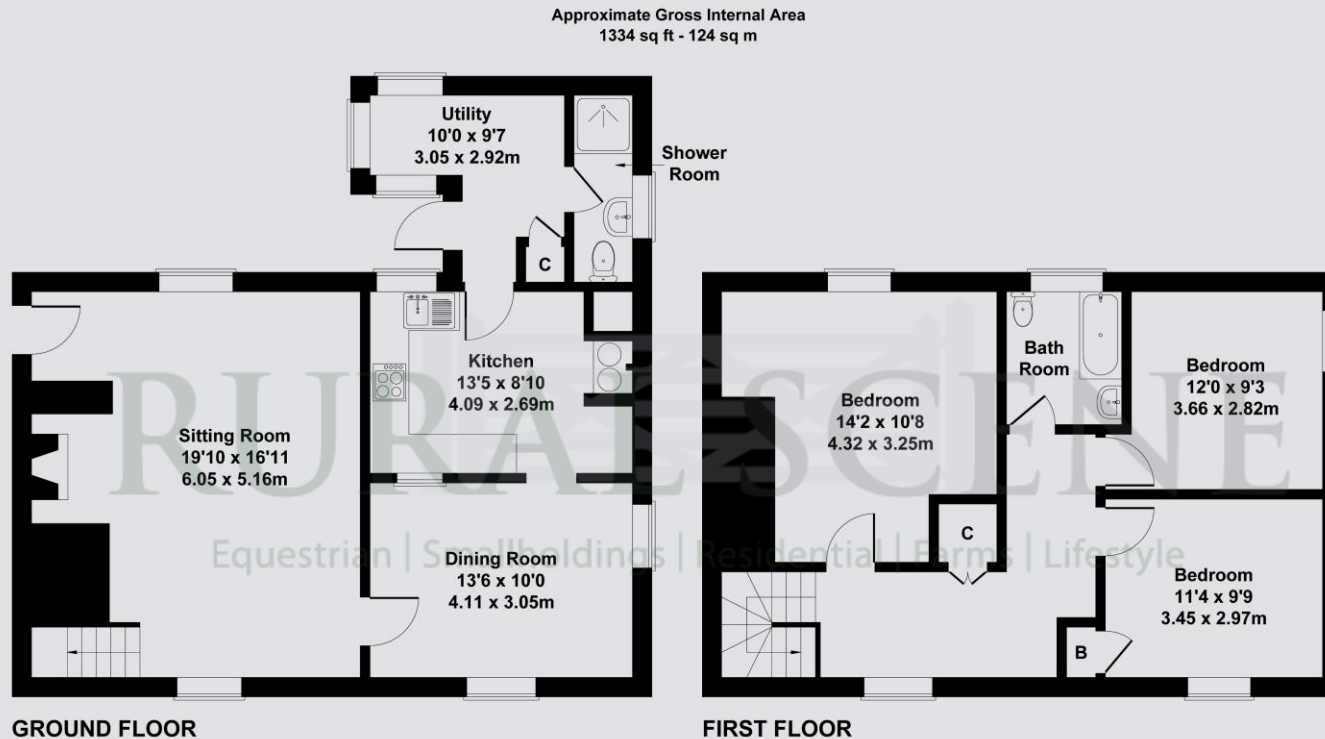 Approximate Gross Internal Area
1334 sq ft - 124 sq m
Utility
10'0 x 9'7
3.05 x 2.92m
Shower
Room
C
Kitchen
13'5 x 8'10
4.09 x 2.69m
Sitting Room
19'10 x 16'11
6.05 x 5.16m
Dining Room
13'6 x 10'0
4.11 x 3.05m
GROUND FLOOR
Bath
Room
Bedroom
12'0 x 9'3
3.66 x 2.82m
Bedroom
14'2 x 10'8
4.32 x 3.25m
C
Bedroom
11'4 x 9'9
3.45 x 2.97m
B
FIRST FLOOR
RURAL SCENE
Equestrian | Smallholdings | Residential | Farms | Lifestyle